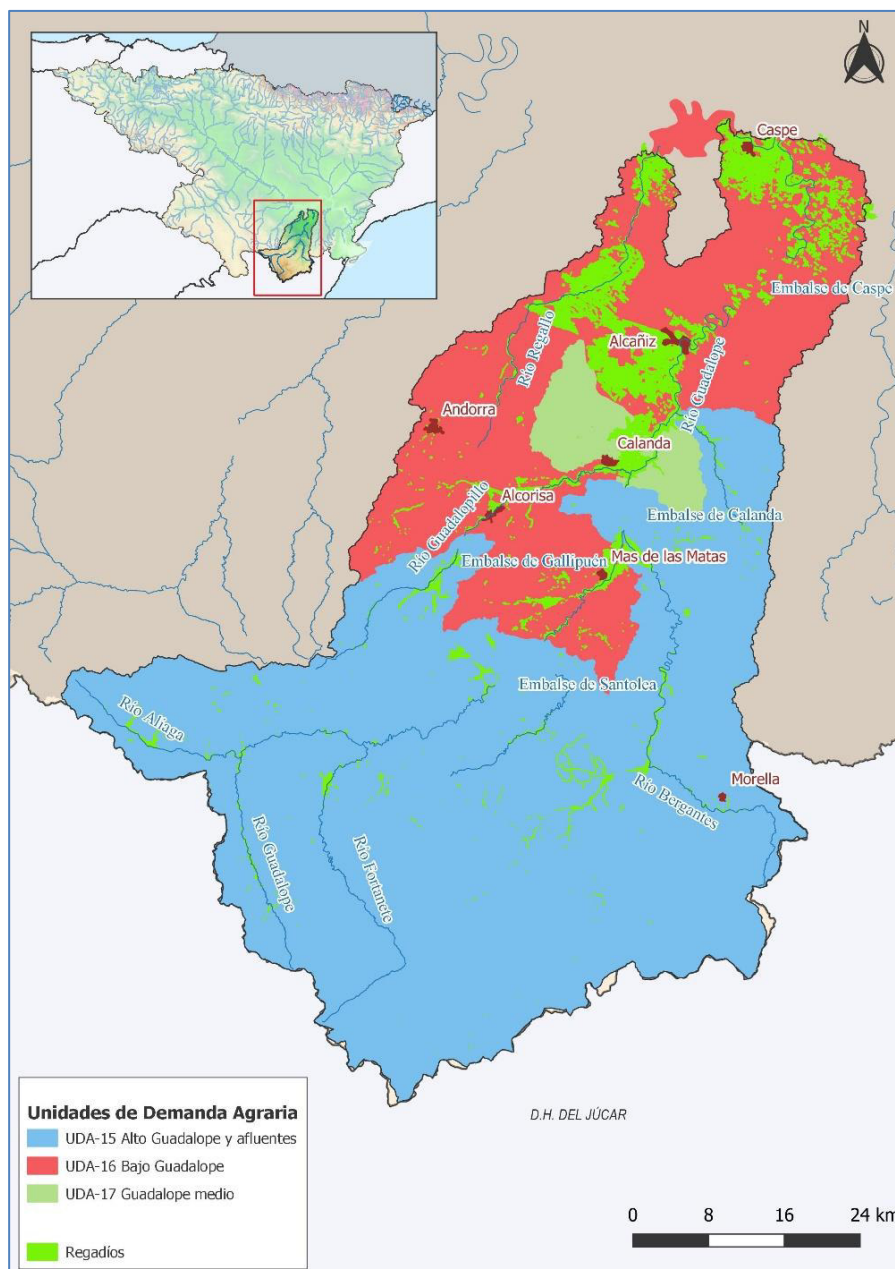 N
Caspe
Embalse de Caspe
Río Regallo
Alcañiz
Río Guadalope
Andorra
Calanda
Alcorisa
Río Guadalopillo
Embalse de Calanda
Embalse de Gallipuén
Mas de las Matas
Embalse de Santolea
Río Aliaga
Morella
Río Bergantes
Río Guadalope
Río Fortanete
D.H. DEL JÚCAR
Unidades de Demanda Agraria
UDA-15 Alto Guadalope y afluentes
UDA-16 Bajo Guadalope
UDA-17 Guadalope medio
Regadíos
0 8 16 24 km